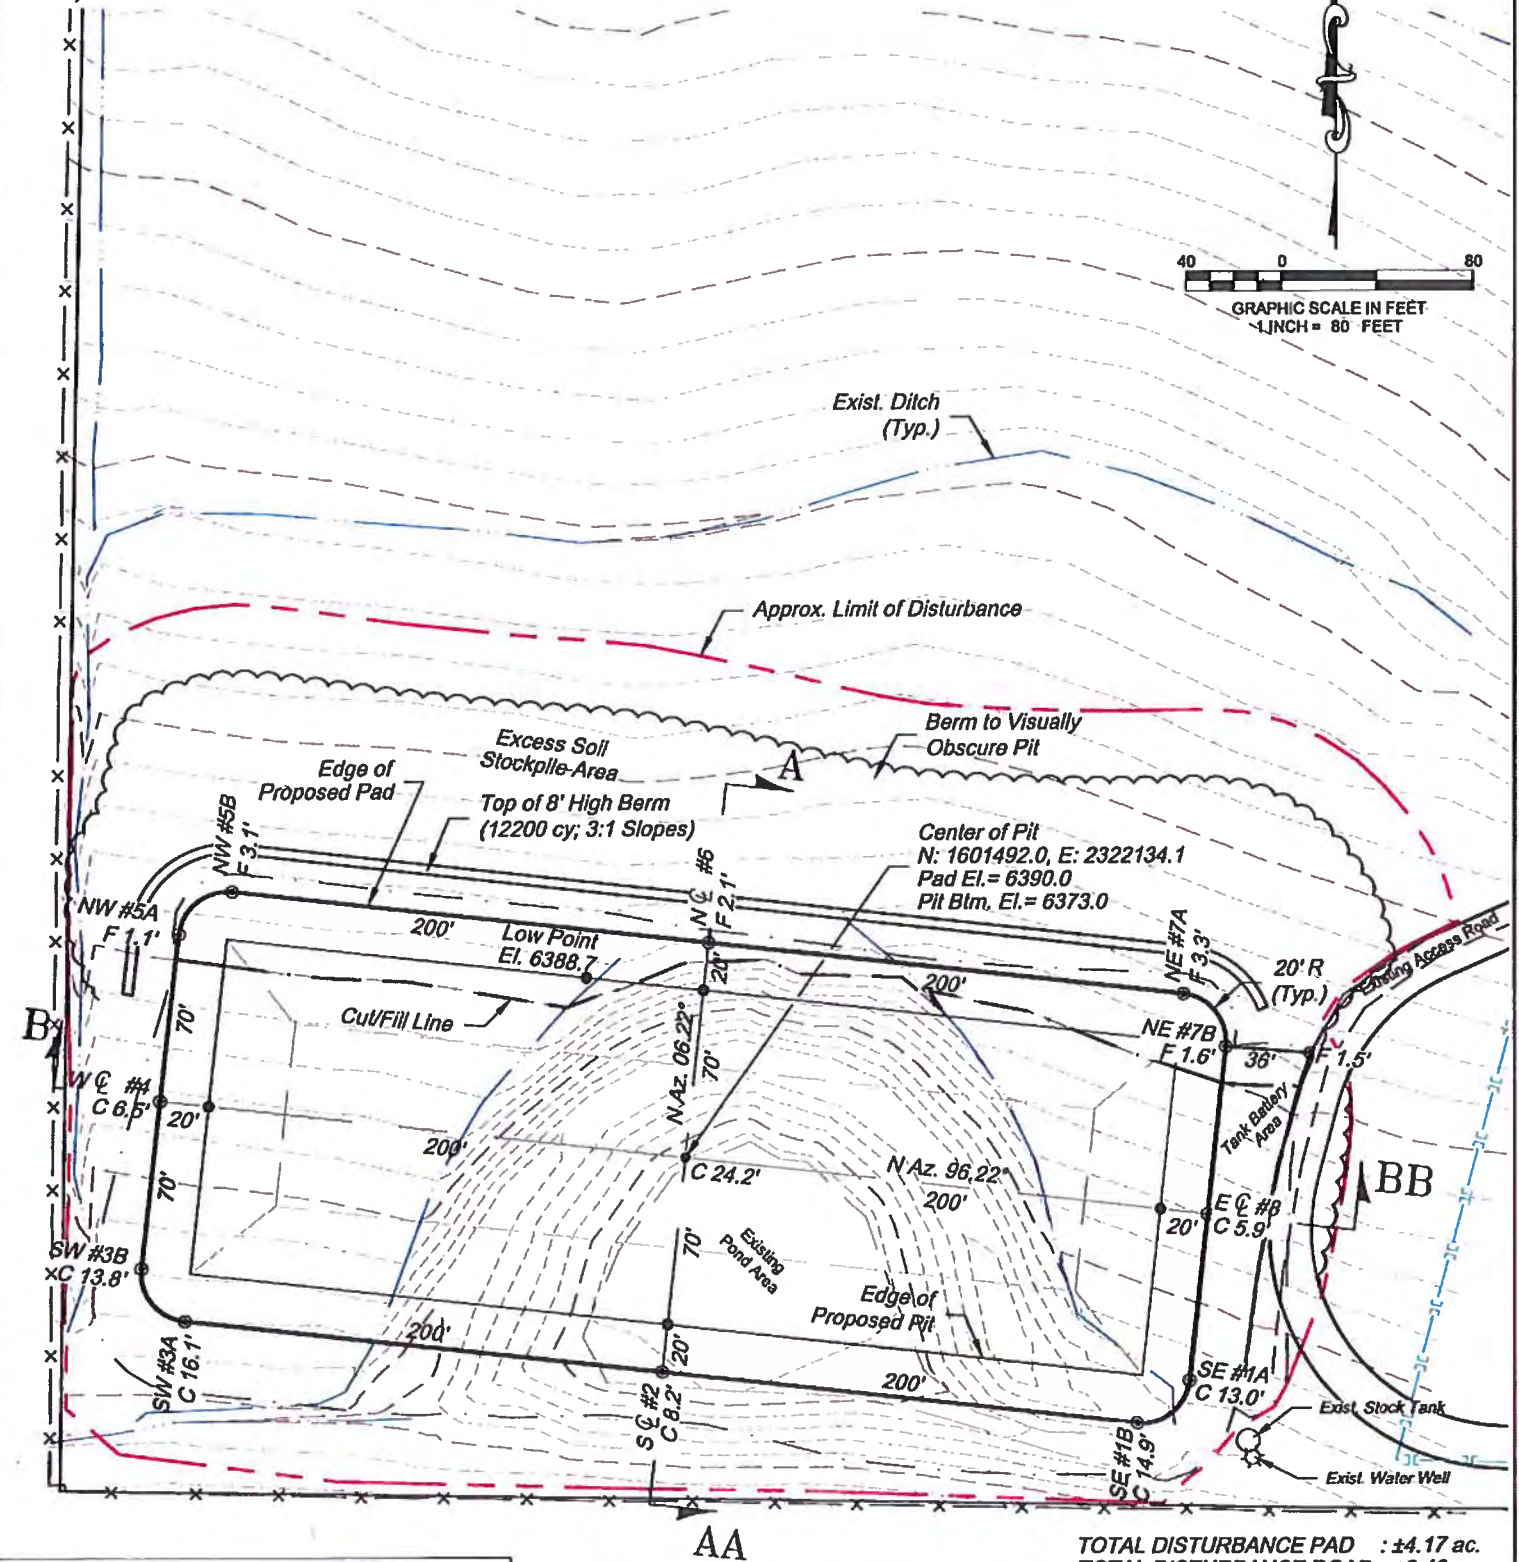 40 0 80
GRAPHIC SCALE IN FEET
1 INCH = 80 FEET
Exist. Ditch
(Typ.)
Approx. Limit of Disturbance
Berm to Visually
Obscure Pit
Excess Soil
Stockpile Area
A
Edge of
Proposed Pad
Top of 8' High Berm
(12200 cy; 3:1 Slopes)
Center of Pit
N: 1601492.0, E: 2322134.1
Pad El.= 6390.0
Pit Btm, El.= 6373.0
NW #5B
F 3.1'
N ℄ #6
F 2.1'
NW #5A
F 1.1'
200'
Low Point
El. 6388.7
20'
200'
NE #7A
F 3.3'
20' R
(Typ.)
Existing Access Road
Cut/Fill Line
B
70'
N Az. 06.22°
70'
NE #7B
F 1.6'
36'
F 1.5'
Tank Battery
Area
W ℄ #4
C 6.5'
20'
200'
C 24.2'
N Az. 96.22°
200'
BB
70'
20'
E ℄ #8
C 5.9'
70'
Existing
Pond Area
SW #3B
C 13.8'
Edge of
Proposed Pit
200'
20'
200'
SW #3A
C 16.1'
S ℄ #2
C 8.2'
SE #1A
C 13.0'
SE #1B
C 14.9'
Exist. Stock Tank
Exist. Water Well
AA
TOTAL DISTURBANCE PAD : ±4.17 ac.